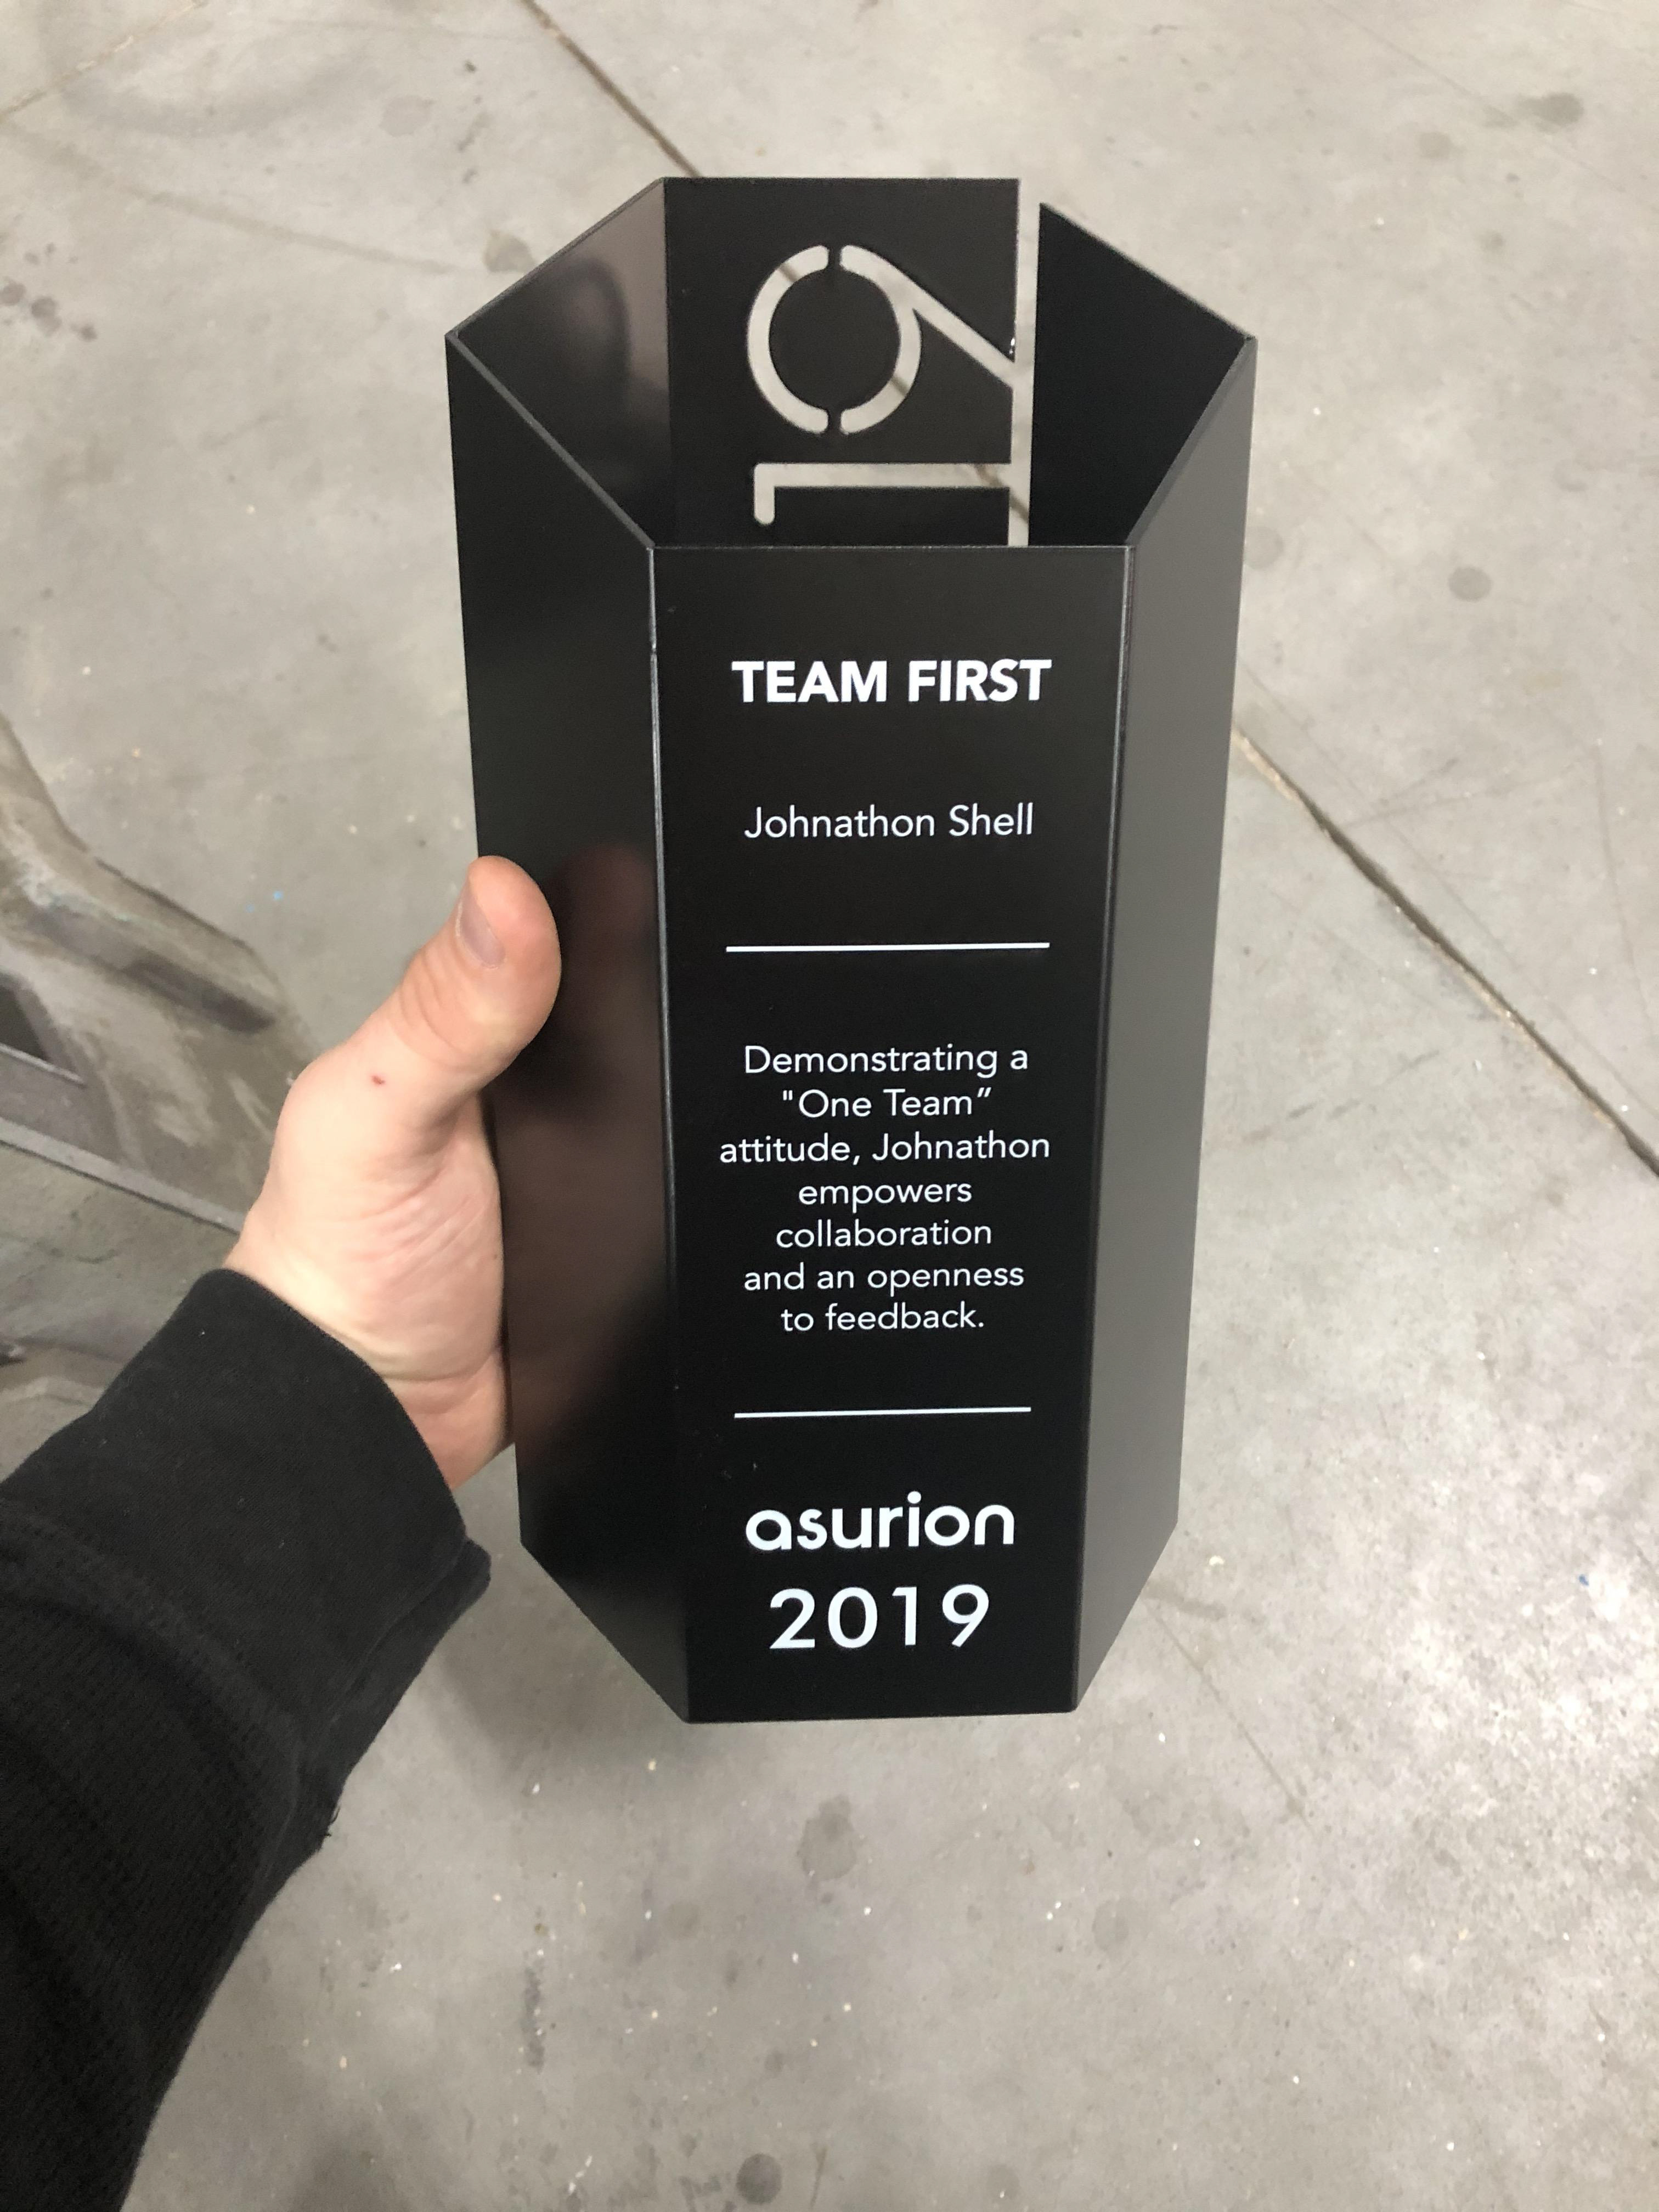 19
TEAM FIRST
Johnathon Shell
Demonstrating a
"One Team”
attitude, Johnathon
empowers
collaboration
and an openness
to feedback.
asurion
2019